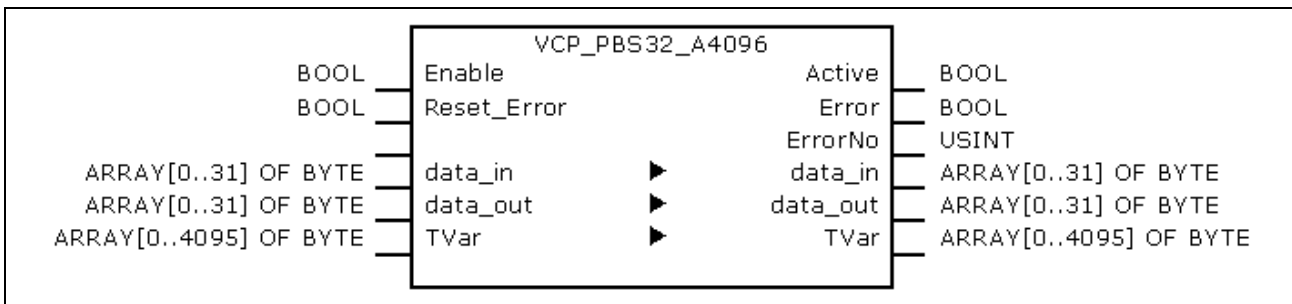 VCP_PBS32_A4096
BOOL Enable Active BOOL
BOOL Reset_Error Error BOOL
ErrorNo USINT
ARRAY[0..31] OF BYTE data_in data_in ARRAY[0..31] OF BYTE
ARRAY[0..31] OF BYTE data_out data_out ARRAY[0..31] OF BYTE
ARRAY[0..4095] OF BYTE TVar TVar ARRAY[0..4095] OF BYTE